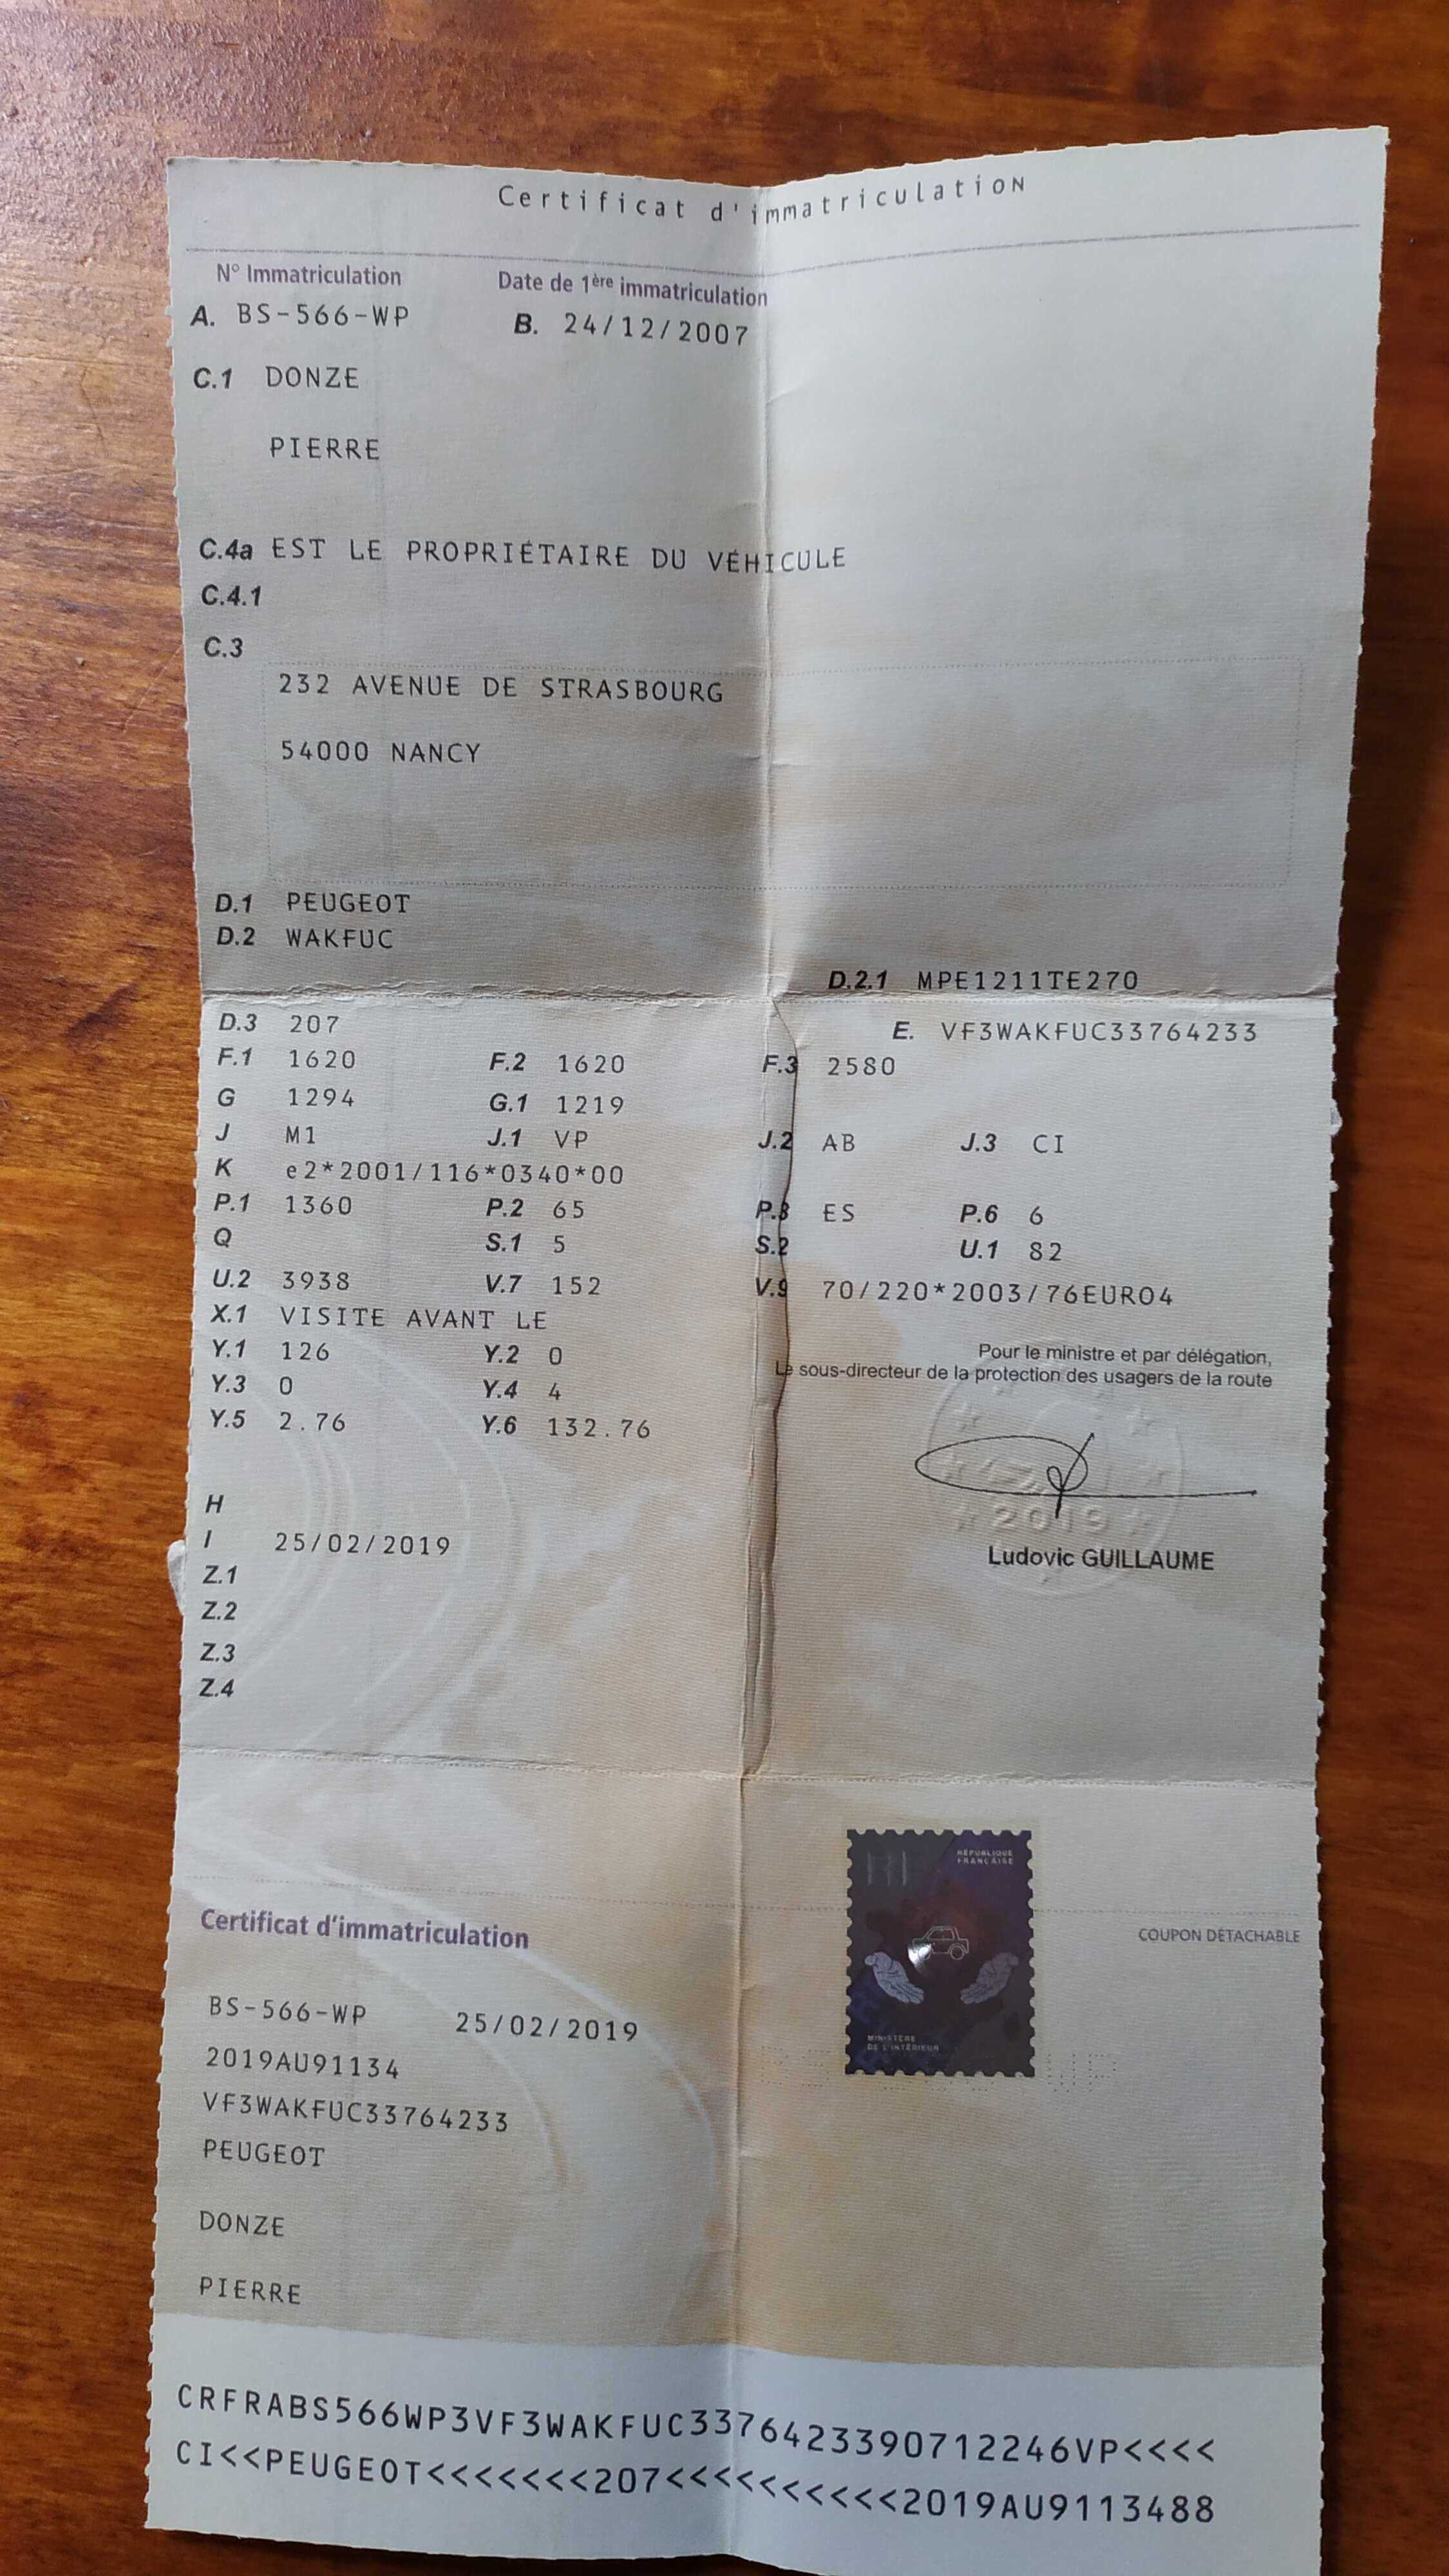 Certificat d'immatriculation
N° Immatriculation Date de 1ère immatriculation
A. BS-566-WP B. 24/12/2007
C.1 DONZE
PIERRE
C.4a EST LE PROPRIÉTAIRE DU VÉHICULE
C.4.1
C.3
232 AVENUE DE STRASBOURG
54000 NANCY
D.1 PEUGEOT
D.2 WAKFUC
D.2.1 MPE1211TE270
D.3 207 E. VF3WAKFUC33764233
F.1 1620 F.2 1620 F.3 2580
G 1294 G.1 1219
J M1 J.1 VP J.2 AB J.3 CI
K e2*2001/116*0340*00
P.1 1360 P.2 65 P.3 ES P.6 6
Q S.1 5 S.2 U.1 82
U.2 3938 V.7 152 V.9 70/220*2003/76EURO4
X.1 VISITE AVANT LE
Y.1 126 Y.2 0
Pour le ministre et par délégation,
Y.3 0 Y.4 4
Le sous-directeur de la protection des usagers de la route
Y.5 2.76 Y.6 132.76
H
2019
I 25/02/2019
Ludovic GUILLAUME
Z.1
Z.2
Z.3
Z.4
RÉPUBLIQUE
FRANÇAISE
Certificat d'immatriculation
COUPON DÉTACHABLE
BS-566-WP 25/02/2019
MINISTÈRE
DE L'INTÉRIEUR
2019AU91134
VF3WAKFUC33764233
PEUGEOT
DONZE
PIERRE
CRFRABS566WP3VF3WAKFUC337642339071224​6VP<<<<
CI<<PEUGEOT<<<<<<<207<<<<<<<<<<2019AU9113488